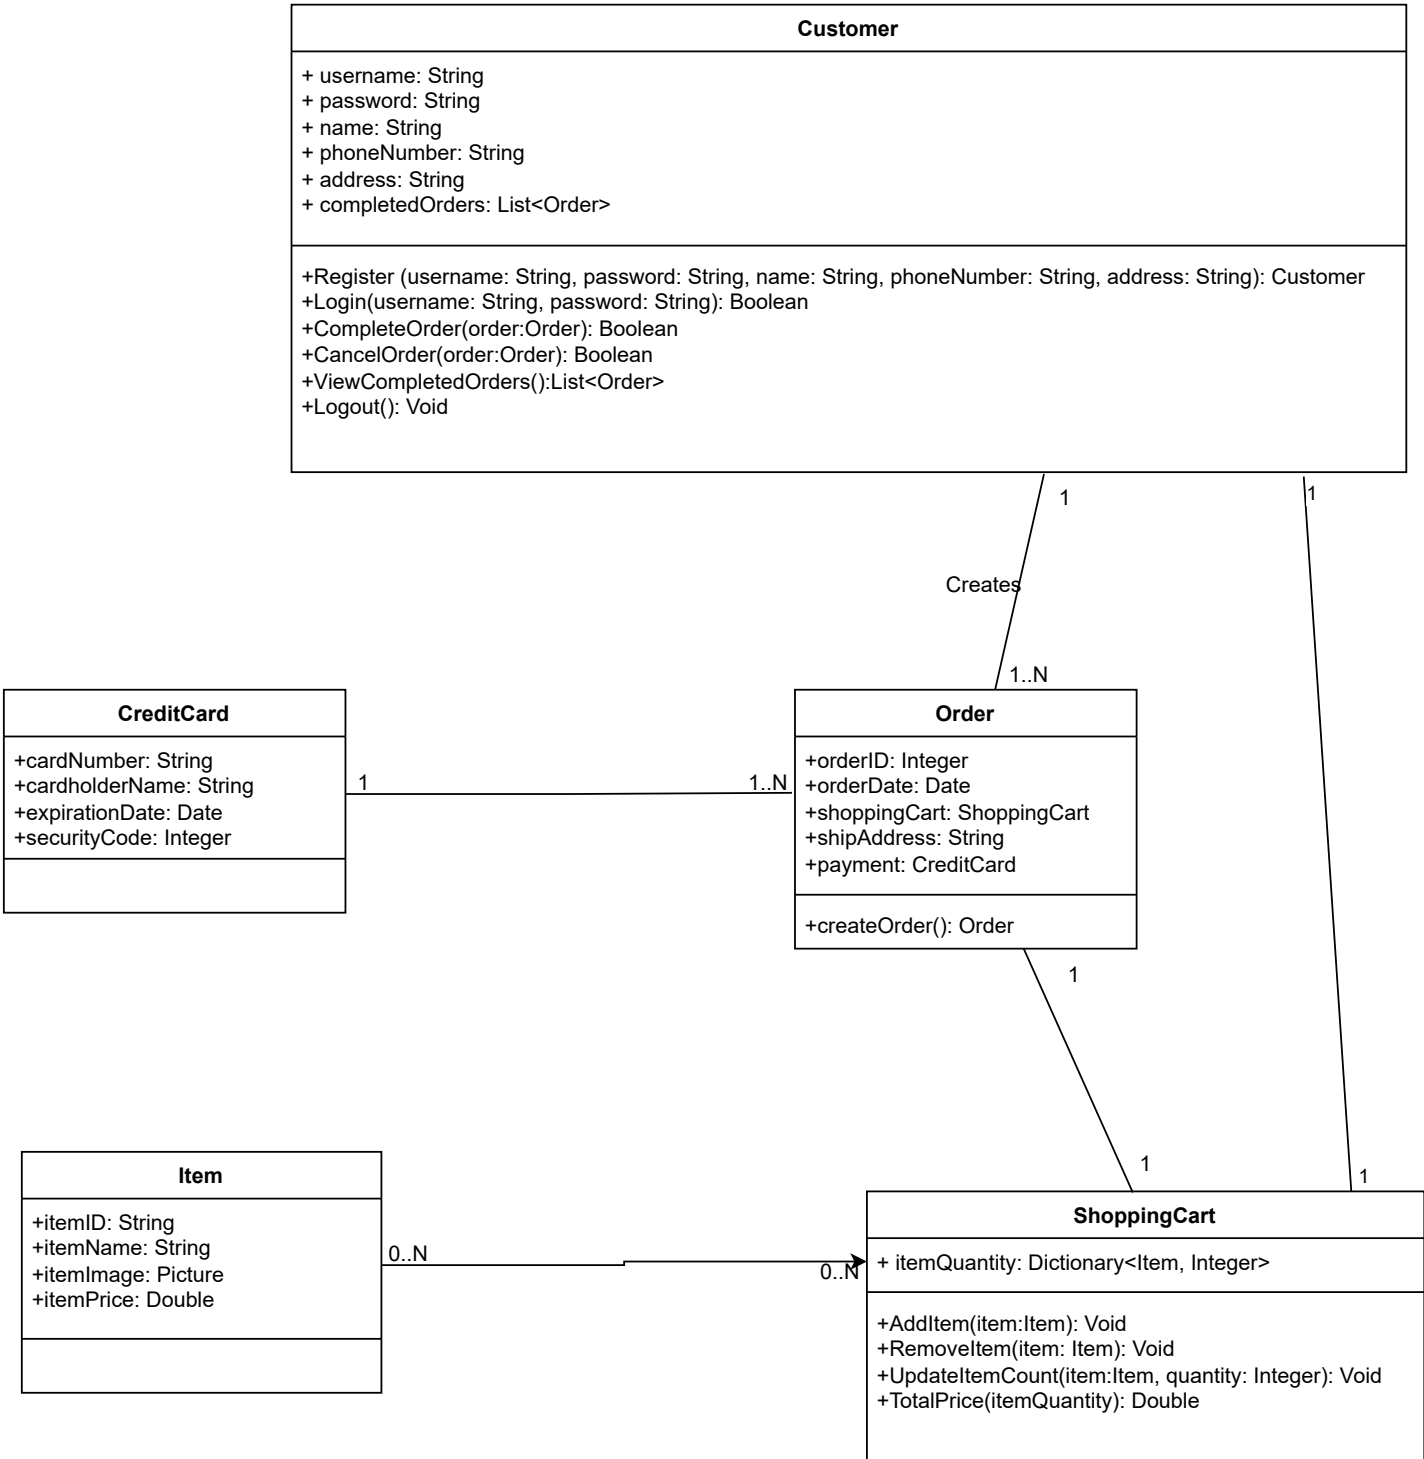 Customer
+ username: String
+ password: String
+ name: String
+ phoneNumber: String
+ address: String
+ completedOrders: List<Order>
+Register (username: String, password: String, name: String, phoneNumber: String, address: String): Customer
+Login(username: String, password: String): Boolean
+CompleteOrder(order:Order): Boolean
+CancelOrder(order:Order): Boolean
+ViewCompletedOrders():List<Order>
+Logout(): Void
1
1
Creates
1..N
CreditCard
+cardNumber: String
+cardholderName: String
+expirationDate: Date
+securityCode: Integer
1
1..N
Order
+orderID: Integer
+orderDate: Date
+shoppingCart: ShoppingCart
+shipAddress: String
+payment: CreditCard
+createOrder(): Order
1
1
1
Item
+itemID: String
+itemName: String
+itemImage: Picture
+itemPrice: Double
0..N
0..N
ShoppingCart
+ itemQuantity: Dictionary<Item, Integer>
+AddItem(item:Item): Void
+RemoveItem(item: Item): Void
+UpdateItemCount(item:Item, quantity: Integer): Void
+TotalPrice(itemQuantity): Double